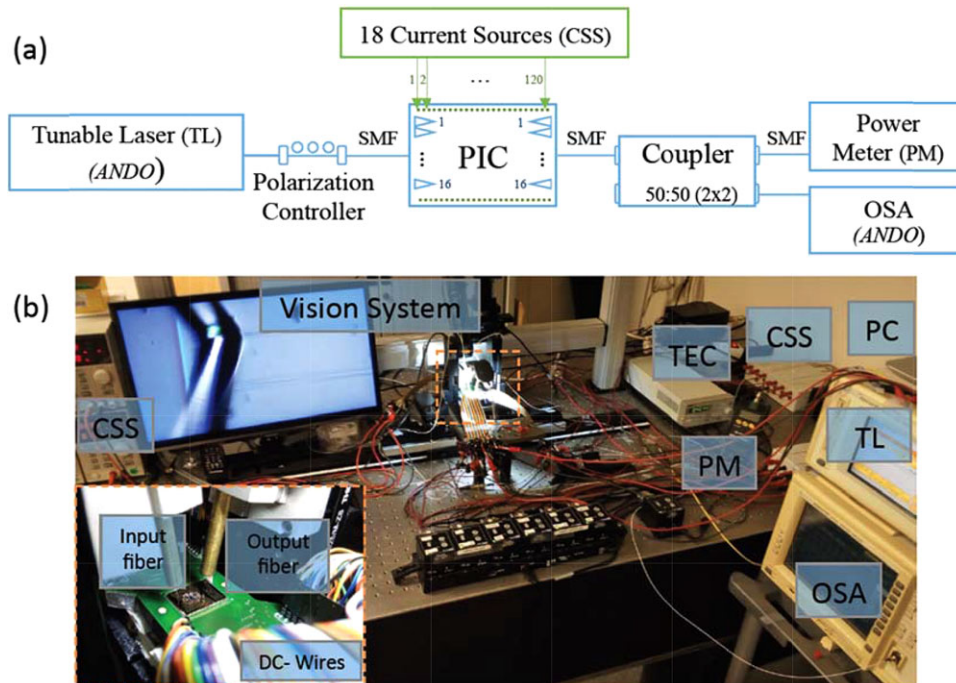 (a)
18 Current Sources (CSS)
1 2 ... 120
Tunable Laser (TL)
(ANDO)
Polarization
Controller
SMF
1 1
PIC
16 16
SMF
Coupler
50:50 (2x2)
SMF
Power
Meter (PM)
OSA
(ANDO)
(b)
Vision System
CSS
TEC
CSS
PC
PM
TL
OSA
Input
fiber
Output
fiber
DC- Wires